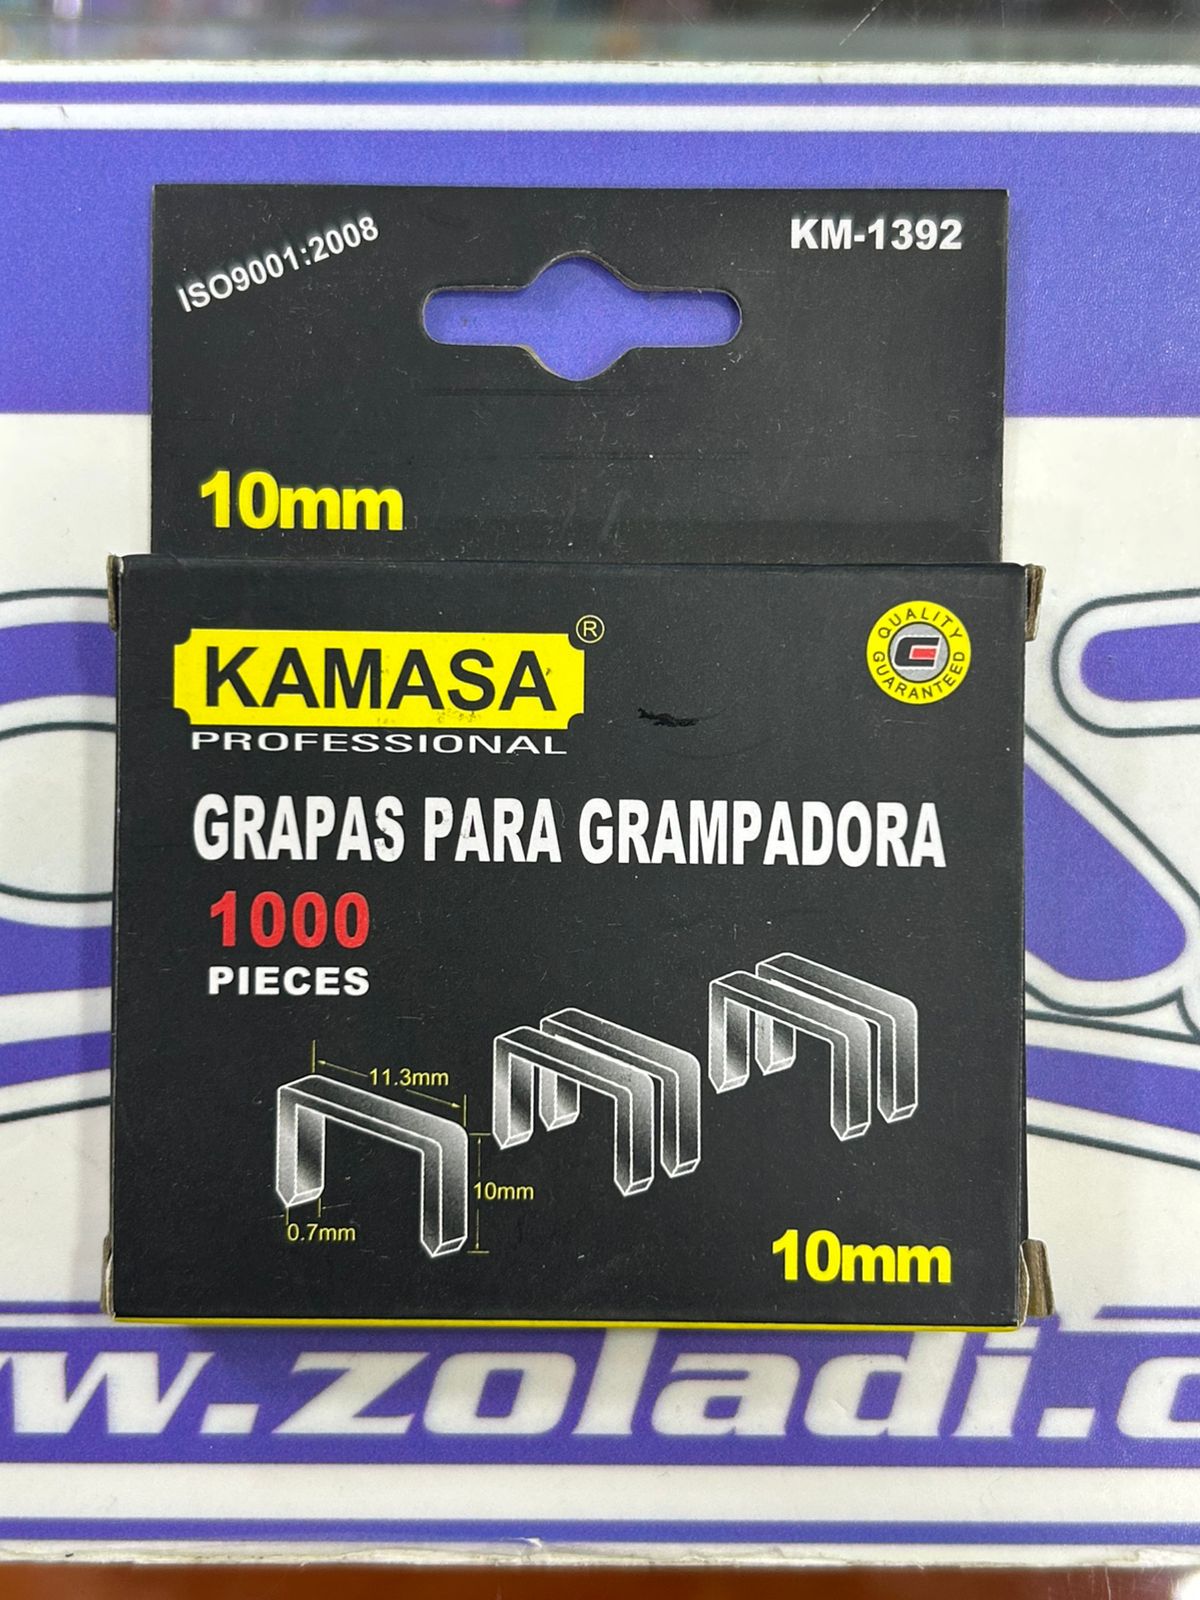 ISO9001:2008
KM-1392
10mm
KAMASA®
PROFESSIONAL
QUALITY
GUARANTEED
GRAPAS PARA GRAMPADORA
1000
PIECES
11.3mm
10mm
0.7mm
10mm
w.zoladi.c